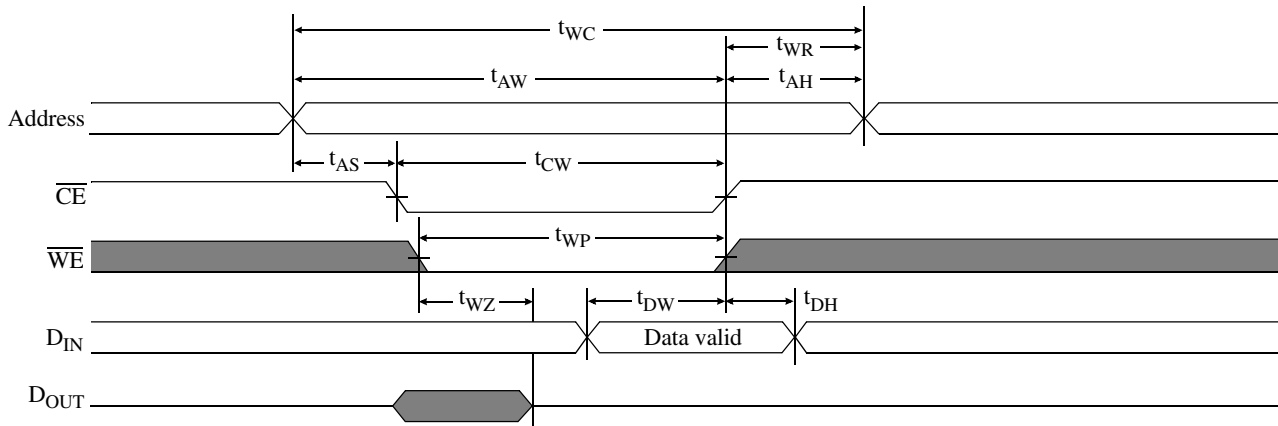 tWC
tWR
tAW
tAH
Address
tAS
tCW
CE
tWP
WE
tWZ
tDW
tDH
DIN
Data valid
DOUT